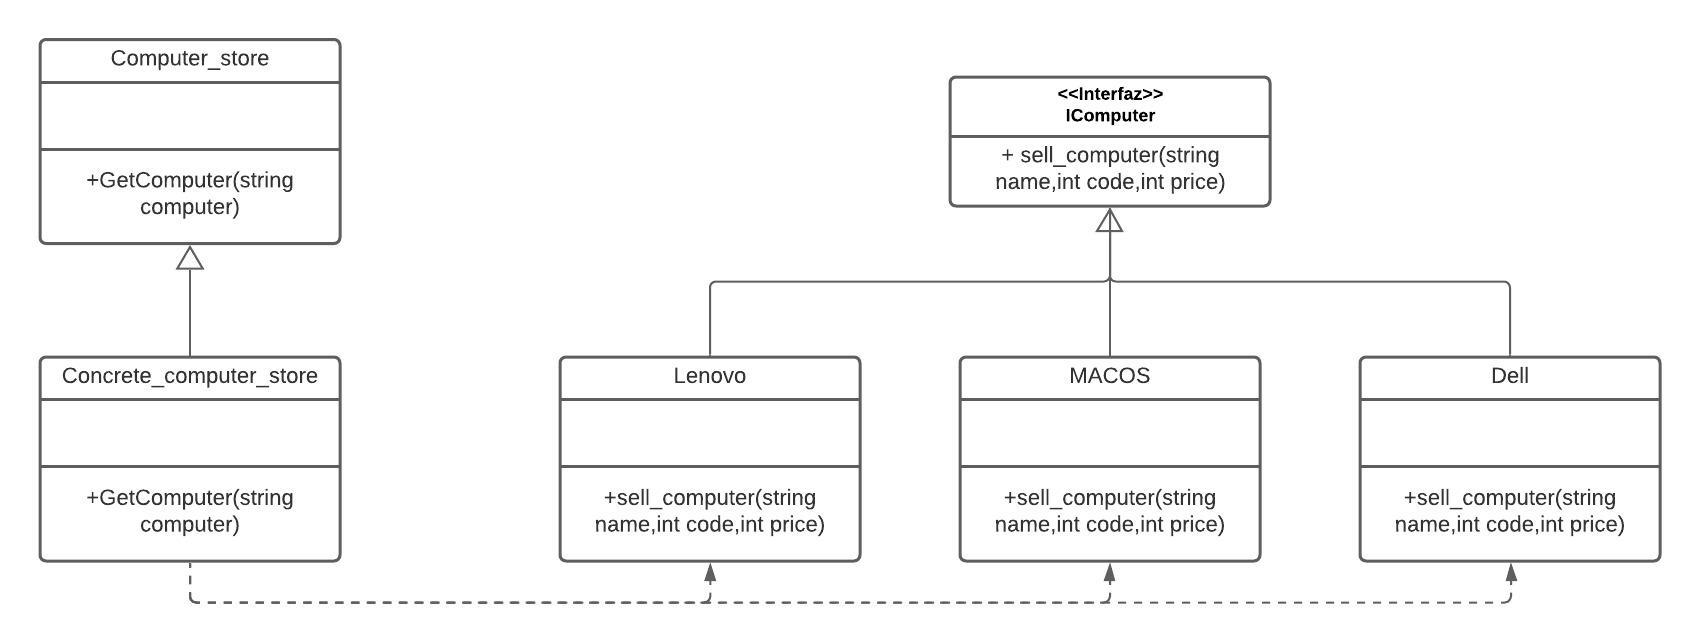 Computer_store
+GetComputer(string
computer)
<<Interfaz>>
IComputer
+ sell_computer(string
name,int code,int price)
Concrete_computer_store
+GetComputer(string
computer)
Lenovo
+sell_computer(string
name,int code,int price)
MACOS
+sell_computer(string
name,int code,int price)
Dell
+sell_computer(string
name,int code,int price)